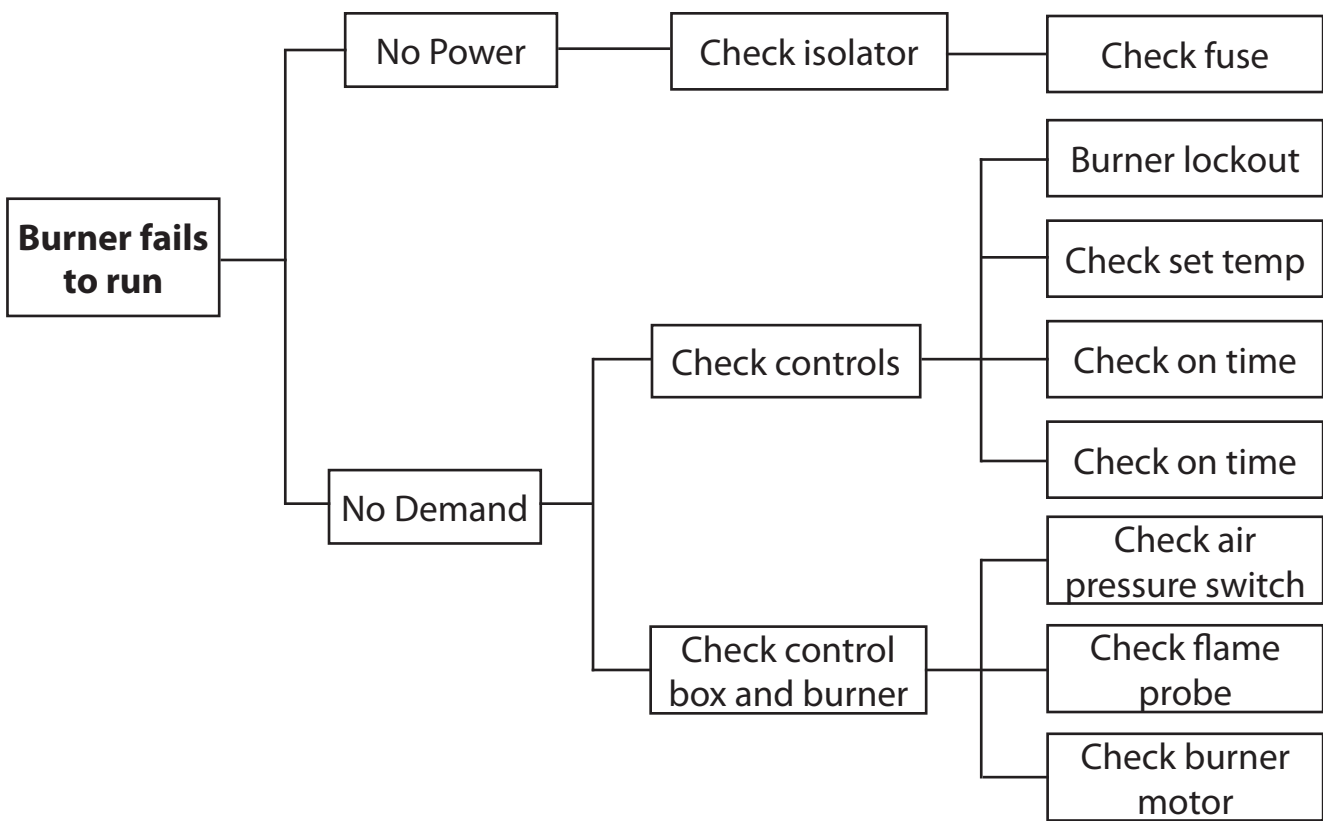 No Power
Check isolator
Check fuse
Burner lockout
Burner fails
to run
Check set temp
Check controls
Check on time
Check on time
No Demand
Check air
pressure switch
Check control
box and burner
Check flame
probe
Check burner
motor